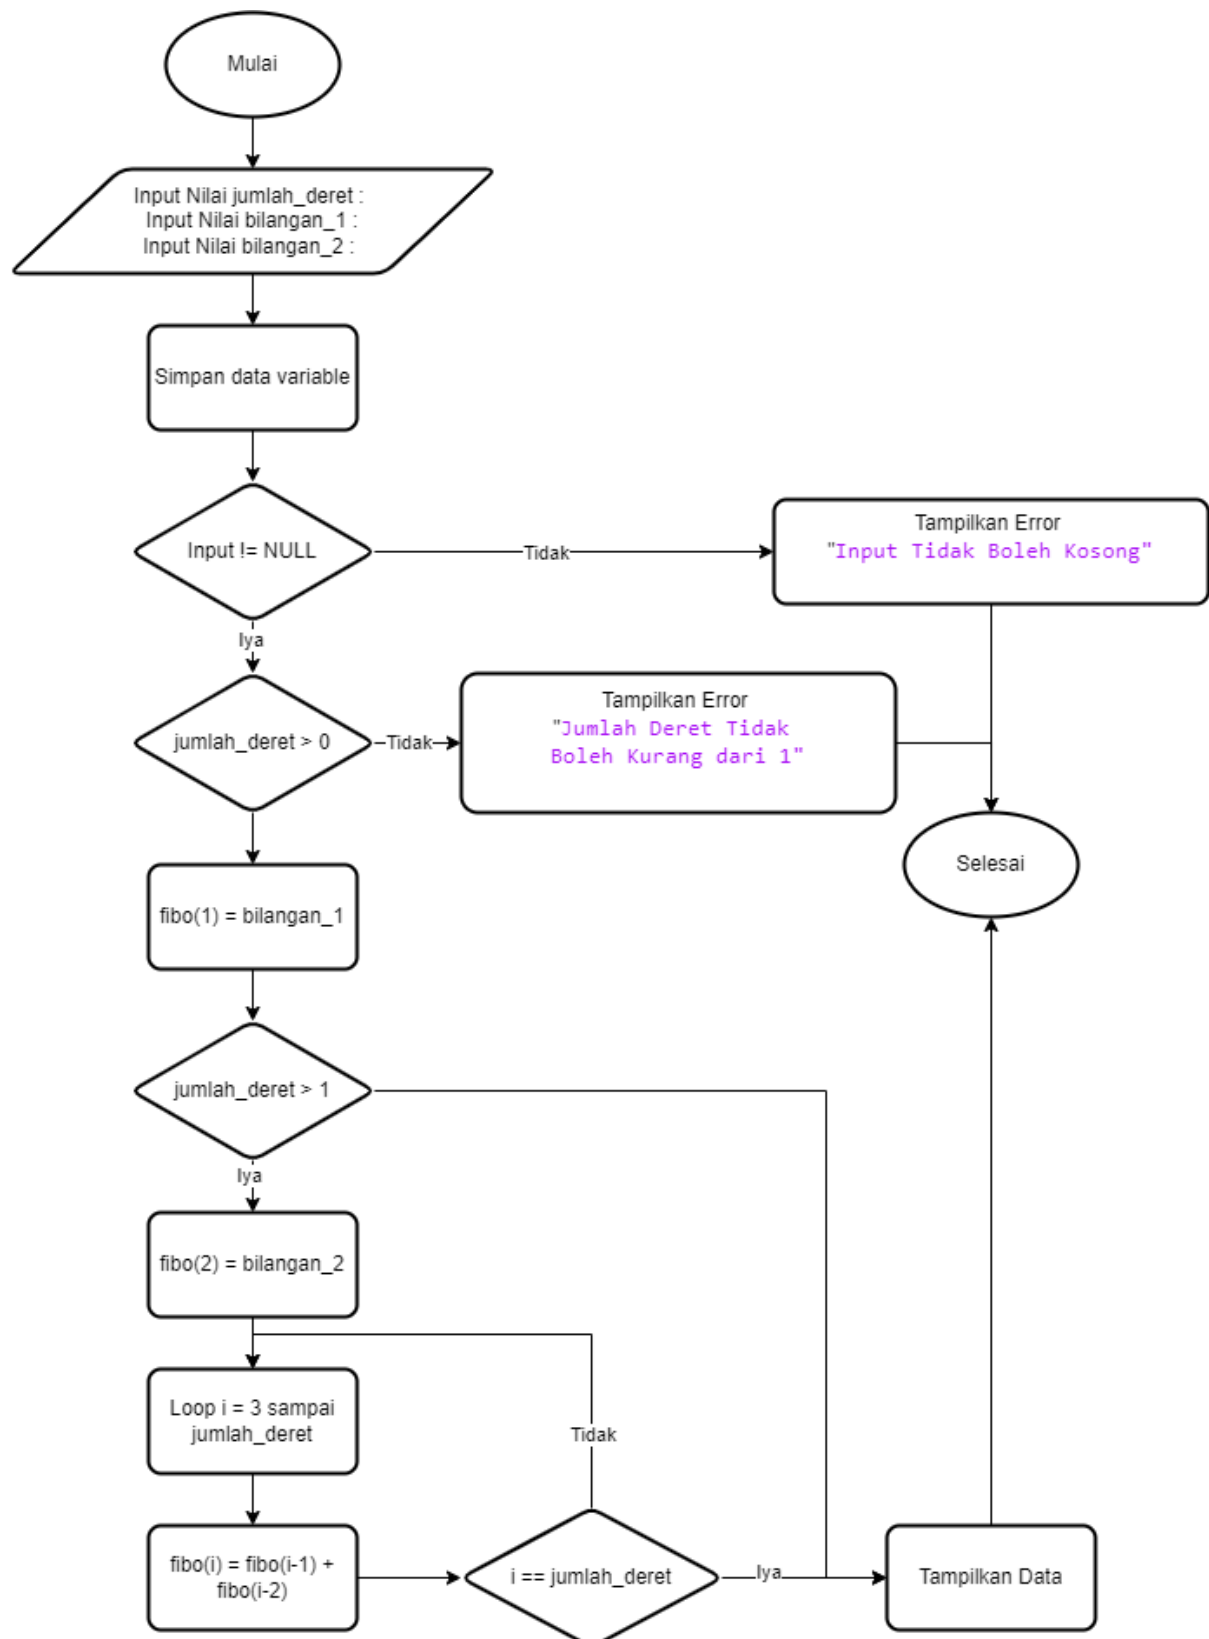 Mulai
Input Nilai jumlah_deret :
Input Nilai bilangan_1 :
Input Nilai bilangan_2 :
Simpan data variable
Input != NULL
Tidak
Tampilkan Error
"Input Tidak Boleh Kosong"
Iya
jumlah_deret > 0
Tidak
Tampilkan Error
"Jumlah Deret Tidak
Boleh Kurang dari 1"
Selesai
fibo(1) = bilangan_1
jumlah_deret > 1
Iya
fibo(2) = bilangan_2
Loop i = 3 sampai
jumlah_deret
Tidak
fibo(i) = fibo(i-1) +
fibo(i-2)
i == jumlah_deret
Iya
Tampilkan Data